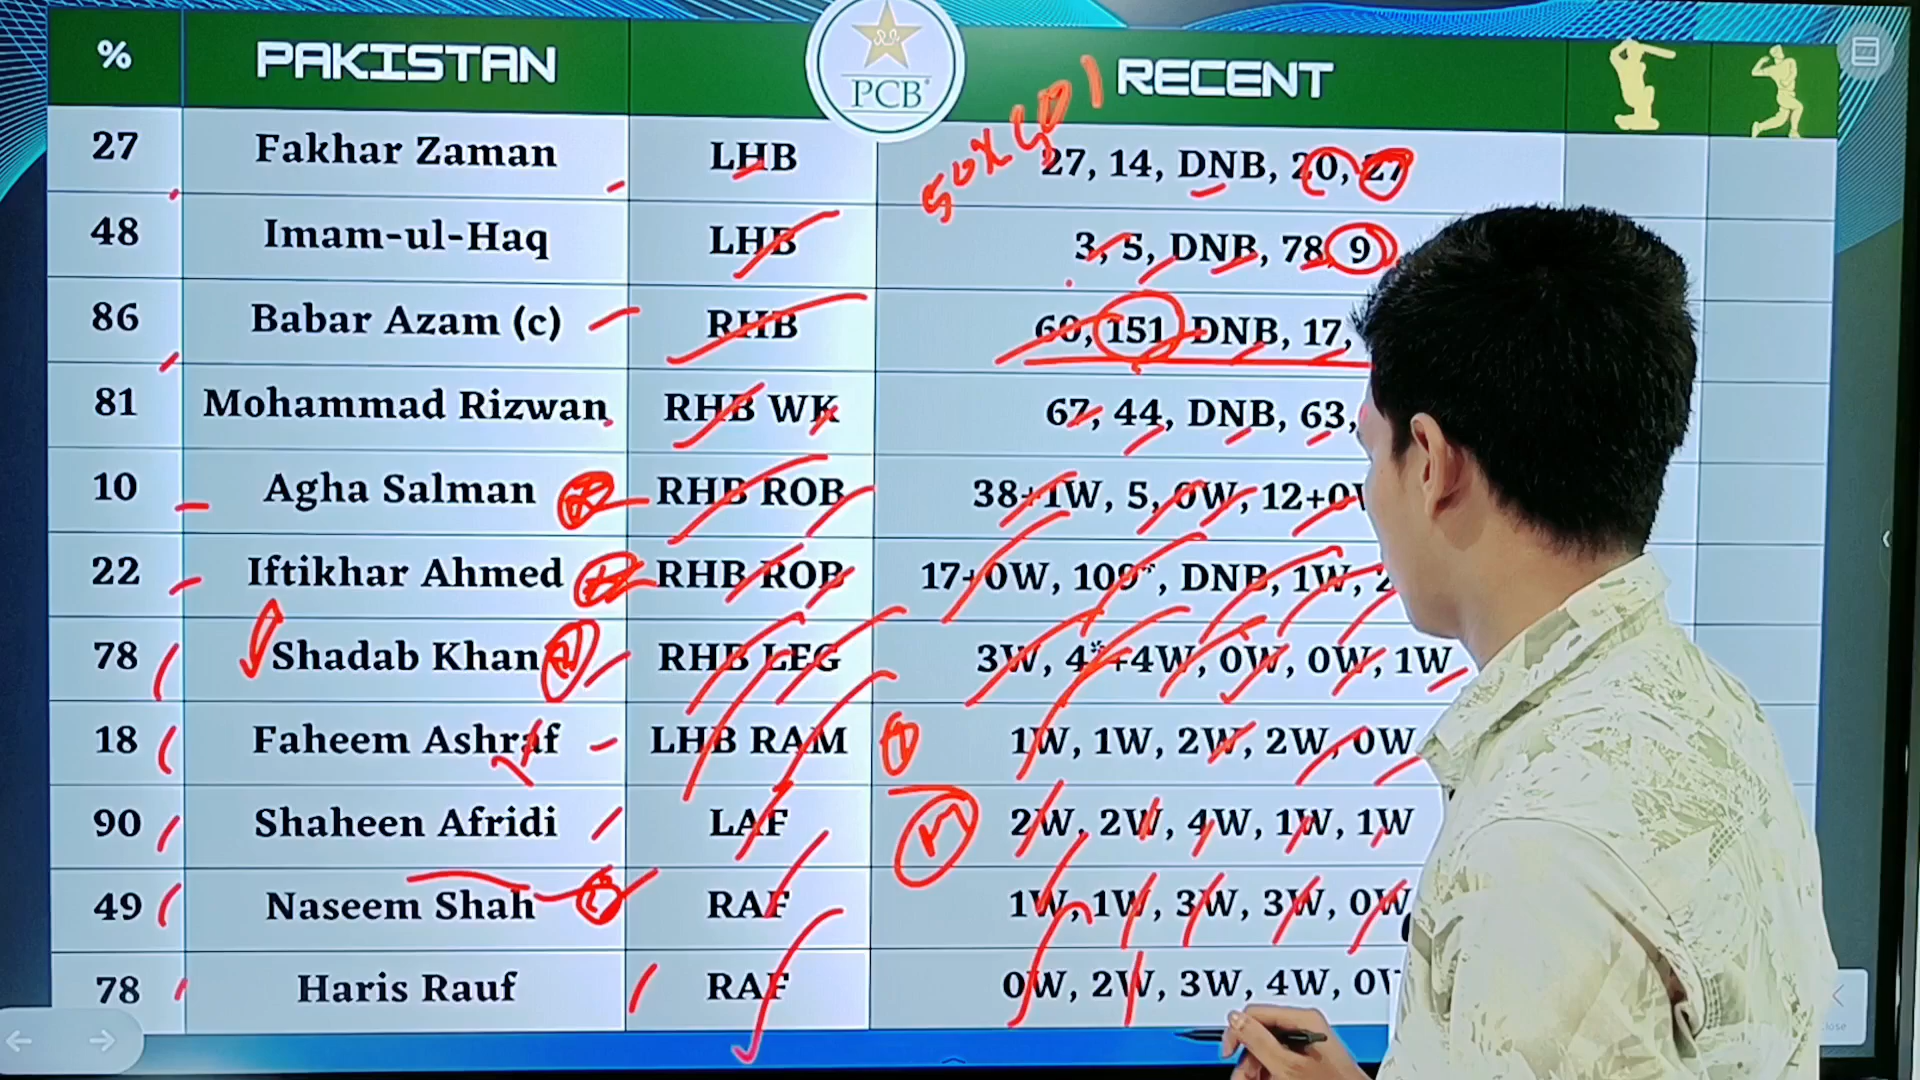 % PAKISTAN PCB RECENT
50x50 1
27 Fakhar Zaman LHB 27, 14, DNB, 20, 27
48 Imam-ul-Haq LHB 3, 5, DNB, 78, 9
86 Babar Azam (c) RHB 60, 151, DNB, 17,
81 Mohammad Rizwan RHB WK 67, 44, DNB, 63,
10 Agha Salman RHB ROB 38+1W, 5, 0W, 12+0W
22 Iftikhar Ahmed RHB ROB 17+0W, 109*, DNB, 1W, 2
78 Shadab Khan RHB LEG 3W, 4*+4W, 0W, 0W, 1W
18 Faheem Ashraf LHB RAM 1W, 1W, 2W, 2W, 0W
90 Shaheen Afridi LAF 2W, 2W, 4W, 1W, 1W
49 Naseem Shah RAF 1W, 1W, 3W, 3W, 0W
78 Haris Rauf RAF 0W, 2W, 3W, 4W, 0